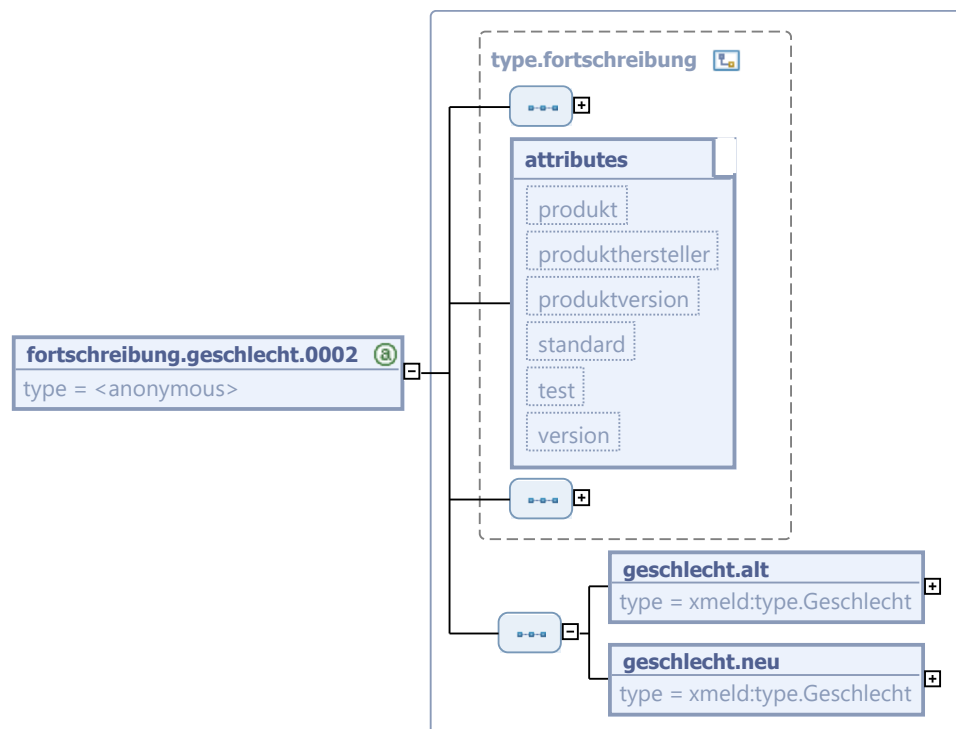 type.fortschreibung
attributes
produkt
produkthersteller
produktversion
standard
test
version
fortschreibung.geschlecht.0002 a
type = <anonymous>
geschlecht.alt
type = xmeld:type.Geschlecht
geschlecht.neu
type = xmeld:type.Geschlecht